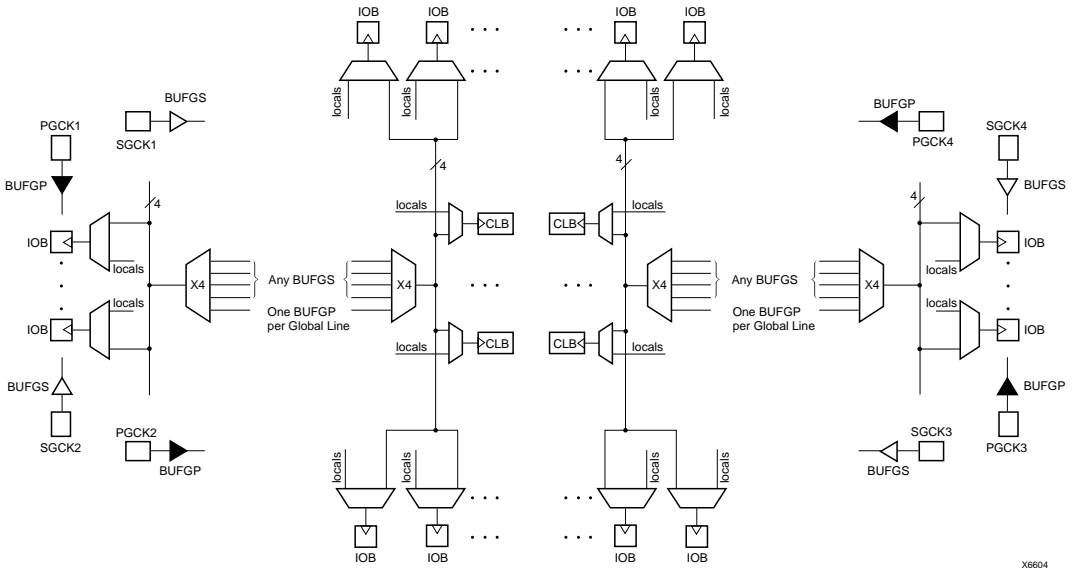 IOB
IOB
IOB
IOB
locals
locals
locals
locals
BUFGS
PGCK1
SGCK1
BUFGP
BUFGP
PGCK4
SGCK4
BUFGS
4
4
4
4
locals
CLB
locals
CLB
IOB
locals
IOB
locals
X4
Any BUFGS
X4
X4
Any BUFGS
X4
One BUFGP
per Global Line
One BUFGP
per Global Line
locals
IOB
locals
IOB
CLB
locals
CLB
locals
BUFGS
SGCK2
PGCK2
BUFGP
BUFGP
PGCK3
SGCK3
BUFGS
locals
locals
locals
locals
IOB
IOB
IOB
IOB
X6604